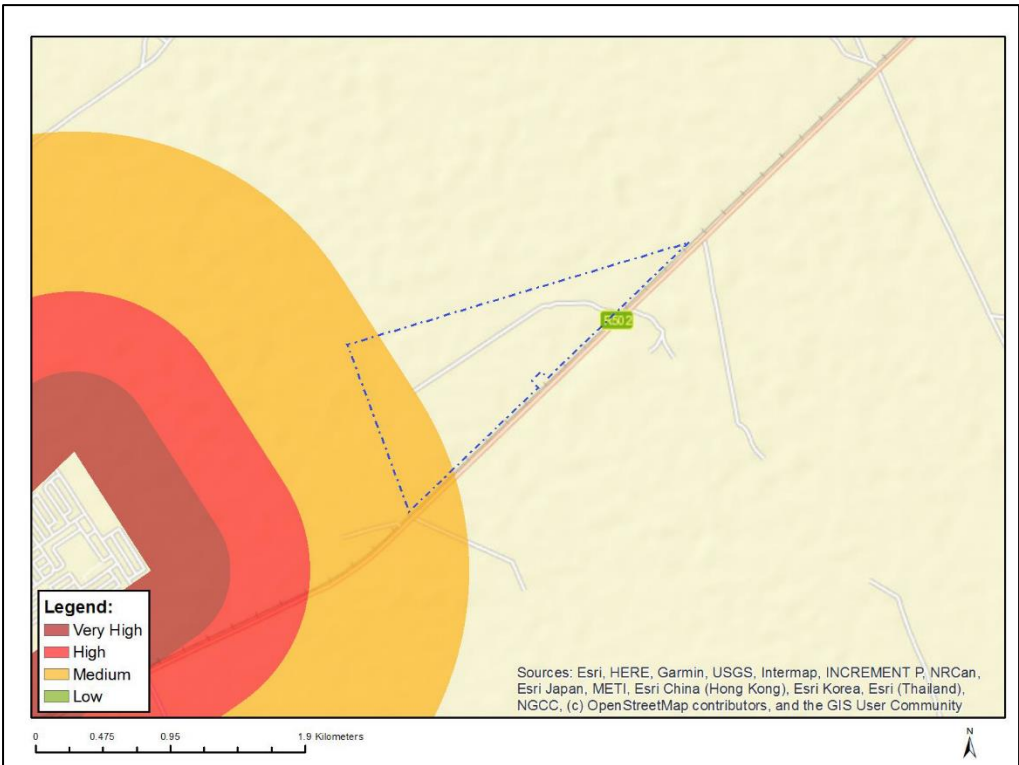 R502
Legend:
Very High
High
Medium
Low
Sources: Esri, HERE, Garmin, USGS, Intermap, INCREMENT P, NRCan,
Esri Japan, METI, Esri China (Hong Kong), Esri Korea, Esri (Thailand),
NGCC, (c) OpenStreetMap contributors, and the GIS User Community
0 0.475 0.95 1.9 Kilometers
N